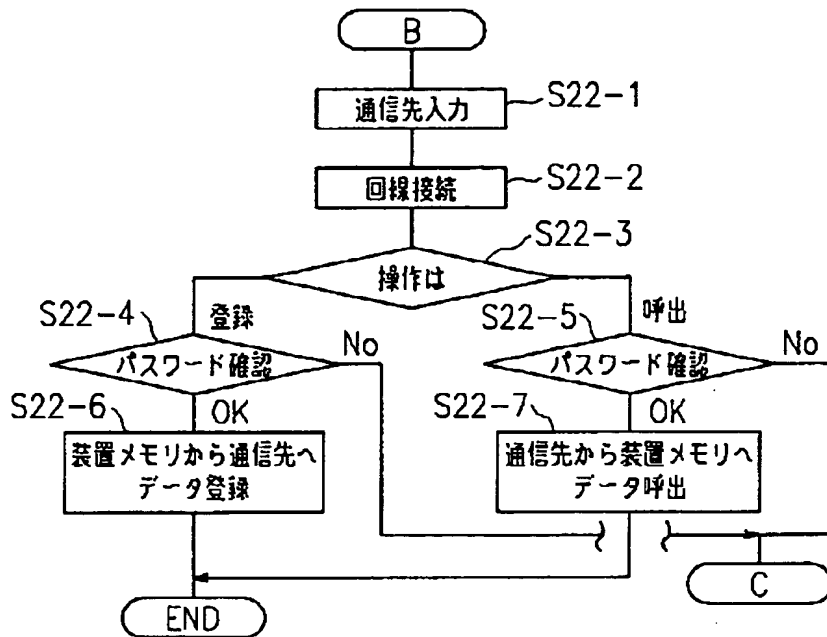 B
通信先入力
S22-1
回線接続
S22-2
S22-3
操作は
登録
呼出
S22-4
パスワード確認
No
S22-5
パスワード確認
No
OK
OK
S22-6
装置メモリから通信先へ
データ登録
S22-7
通信先から装置メモリへ
データ呼出
C
END